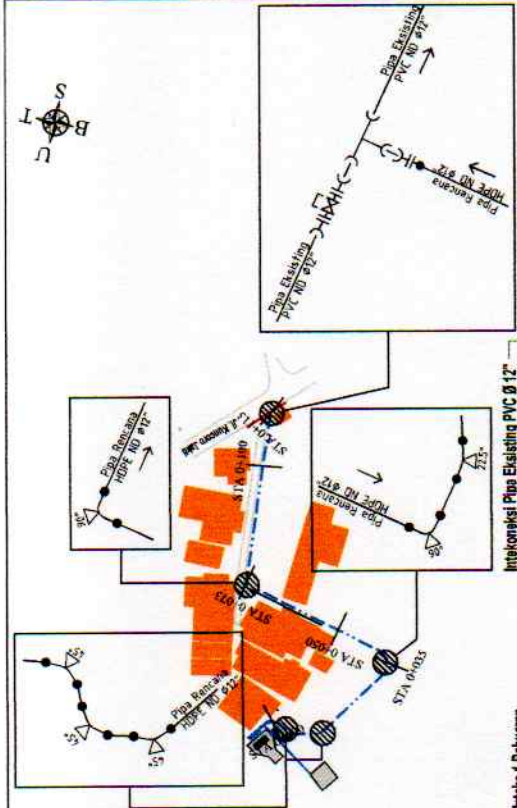 U
T
B
S
Pipa Eksisting
PVC ND ø12"
Pipa Eksisting
PVC ND ø12"
Pipa Rencana
HDPE ND ø12"
90°
Pipa Rencana
HDPE ND ø12"
45°
45°
45°
Pipa Rencana
HDPE ND ø12"
Pipa Rencana
HDPE ND ø12"
90°
22.5°
STA 0+115
STA 0+100
STA 0+073
STA 0+050
STA 0+035
Intekoneksi Pipa Eksisting PVC Ø 12"